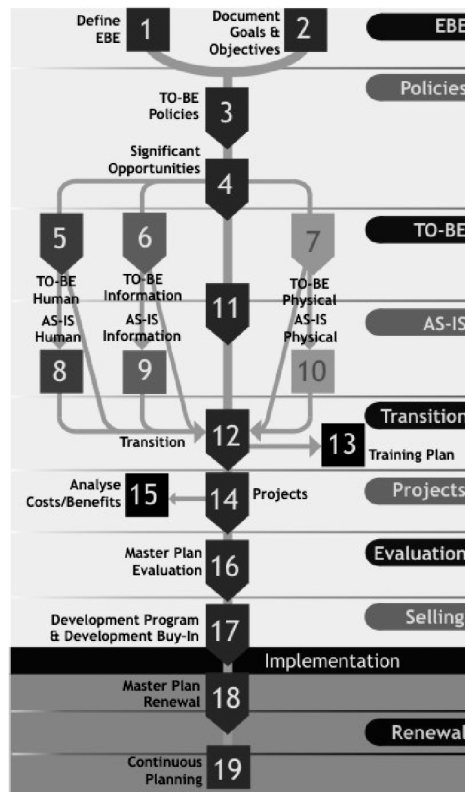 Define
EBE
1
Document
Goals &
Objectives
2
EBE
Policies
TO-BE
Policies
3
Significant
Opportunities
4
5
6
7
TO-BE
TO-BE
Human
TO-BE
Information
TO-BE
Physical
11
AS-IS
Human
AS-IS
Information
AS-IS
Physical
AS-IS
8
9
10
Transition
Transition
12
13
Training Plan
Analyse
Costs/Benefits
15
14
Projects
Projects
Master Plan
Evaluation
16
Evaluation
Selling
Development Program
& Development Buy-In
17
Implementation
Master Plan
Renewal
18
Renewal
Continuous
Planning
19